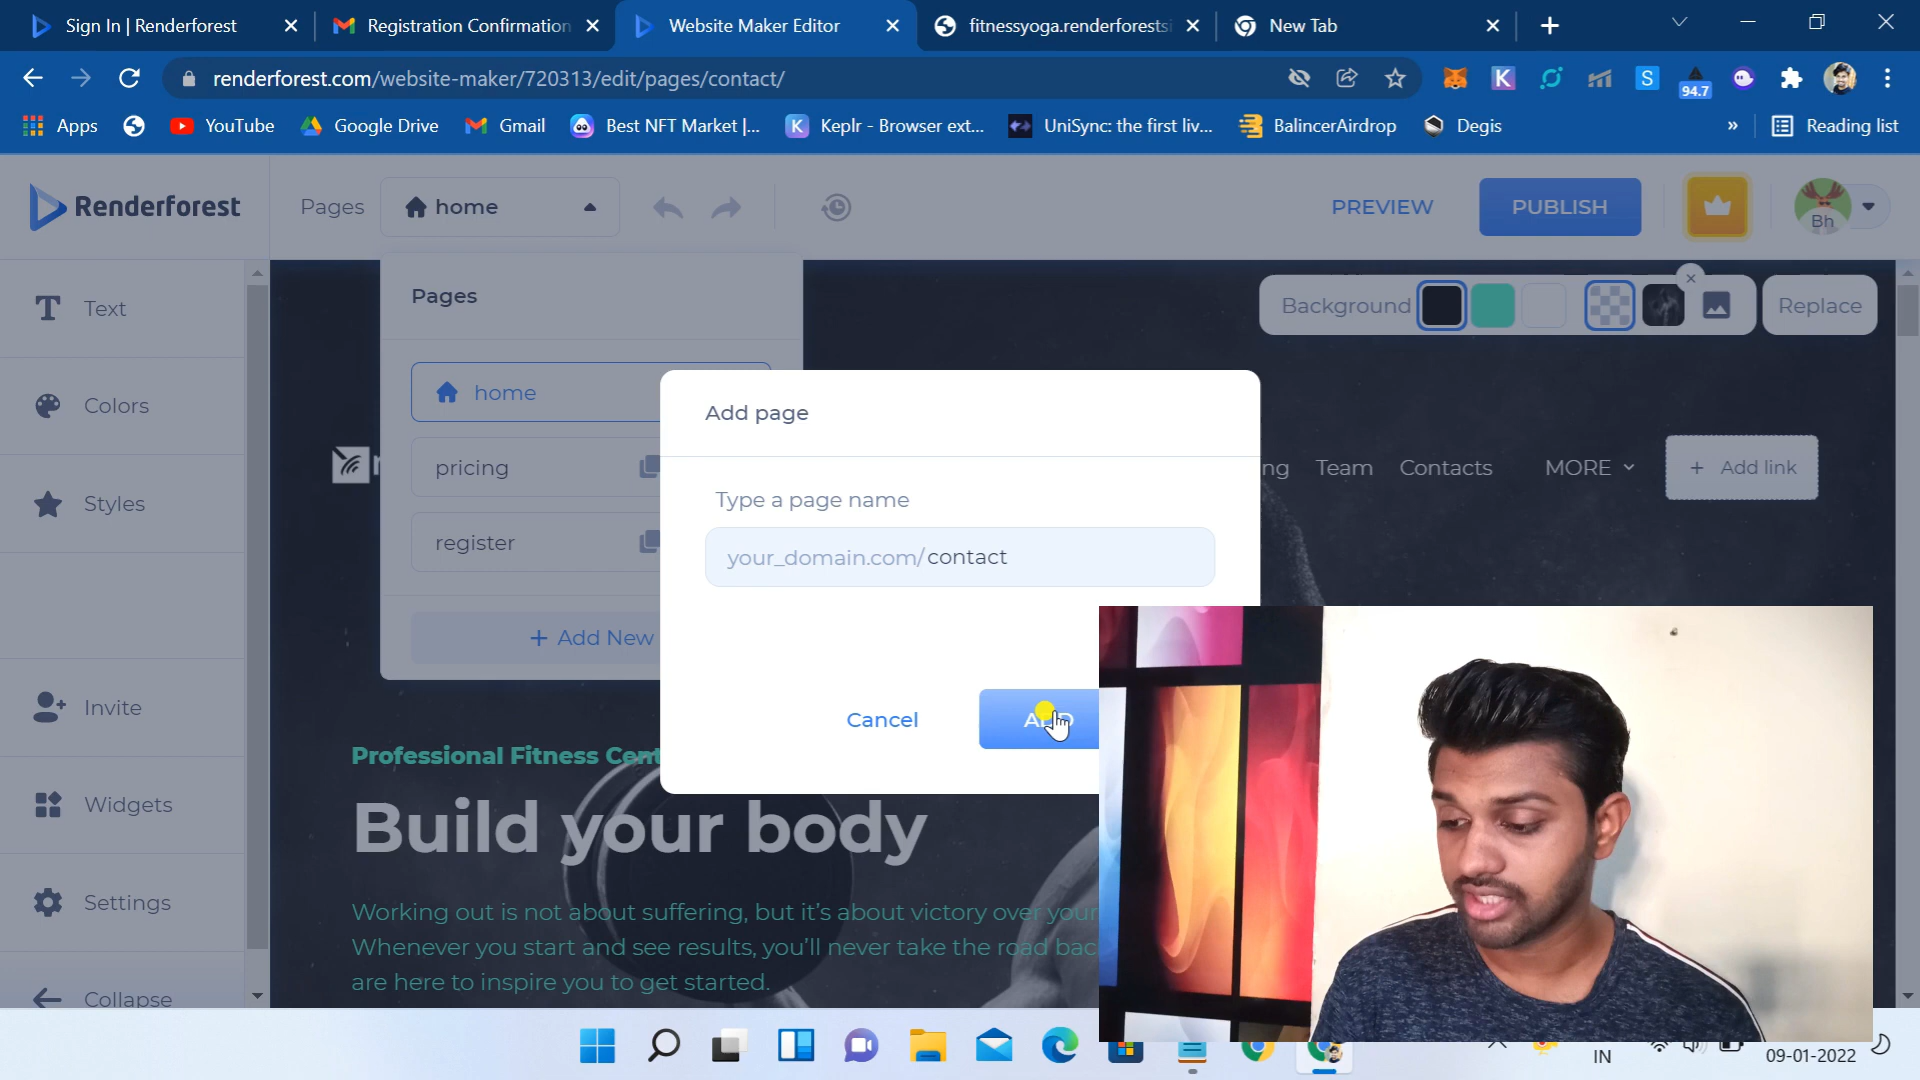 Sign In | Renderforest
Registration Confirmation
Website Maker Editor
fitnessyoga.renderforests
New Tab
renderforest.com/website-maker/720313/edit/pages/contact/
94.7
Apps
YouTube
Google Drive
Gmail
Best NFT Market |...
Keplr - Browser ext...
UniSync: the first liv...
BalincerAirdrop
Degis
»
Reading list
Renderforest
Pages
home
PREVIEW
PUBLISH
Bh
Text
Colors
Styles
Invite
Widgets
Settings
Collapse
Pages
home
pricing
register
+ Add New
Background
Replace
Team
Contacts
MORE
+ Add link
Add page
Type a page name
your_domain.com/contact
Cancel
ADD
Professional Fitness
Build your body
Working out is not about suffering, but it's about victory over your
Whenever you start and see results, you'll never take the road
are here to inspire you to get started.
IN
09-01-2022